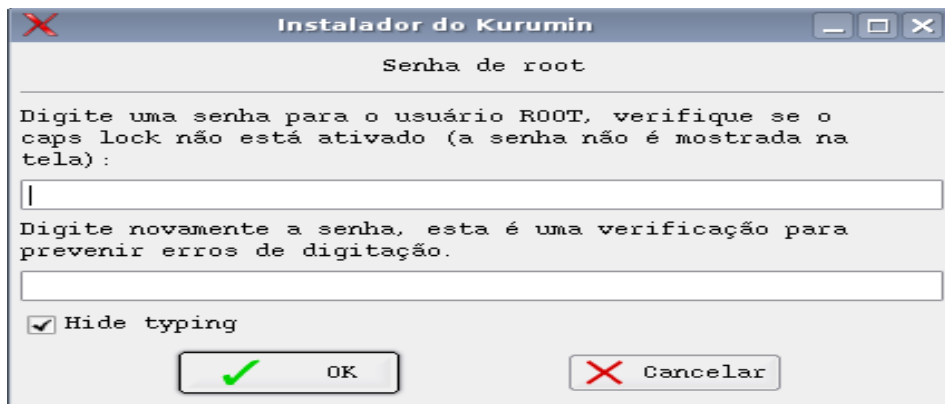 Instalador do Kurumin
Senha de root
Digite uma senha para o usuário ROOT, verifique se o
caps lock não está ativado (a senha não é mostrada na
tela):
Digite novamente a senha, esta é uma verificação para
prevenir erros de digitação.
Hide typing
OK
Cancelar